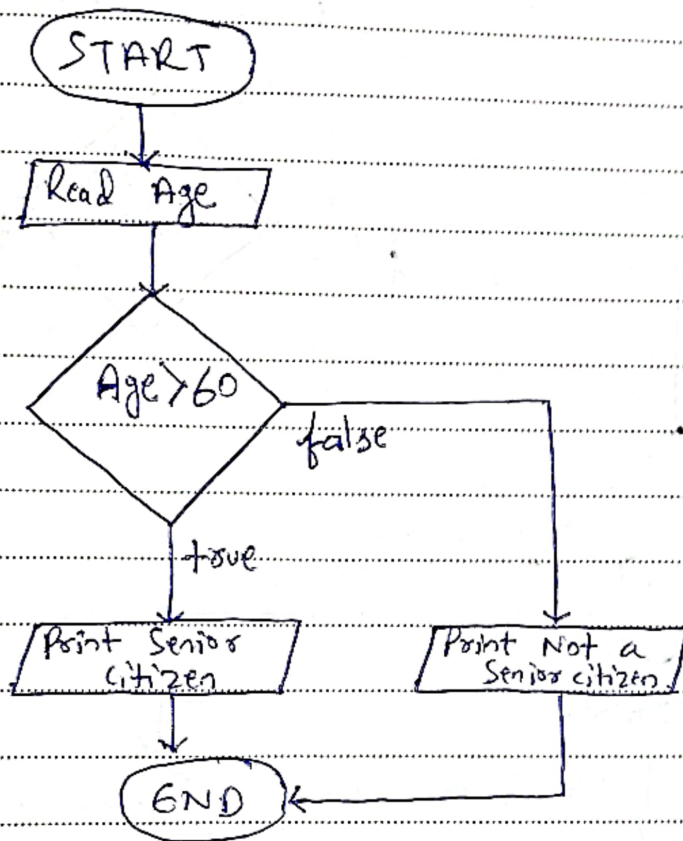 START
Read Age
Age>60
false
true
Print Senior
Citizen
Print Not a
Senior citizen
END